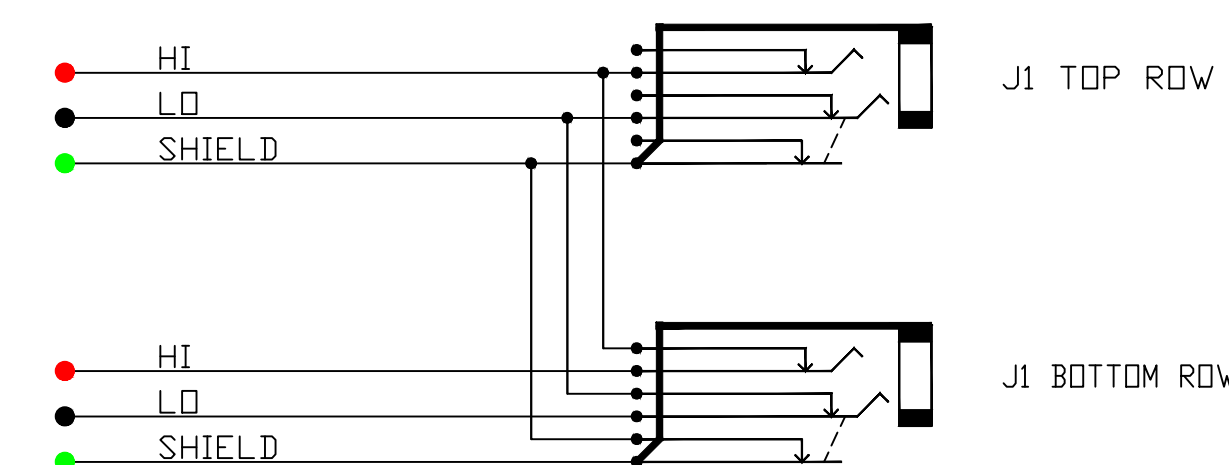 HI
LO
SHIELD
J1 TOP ROW
HI
LO
SHIELD
J1 BOTTOM ROW